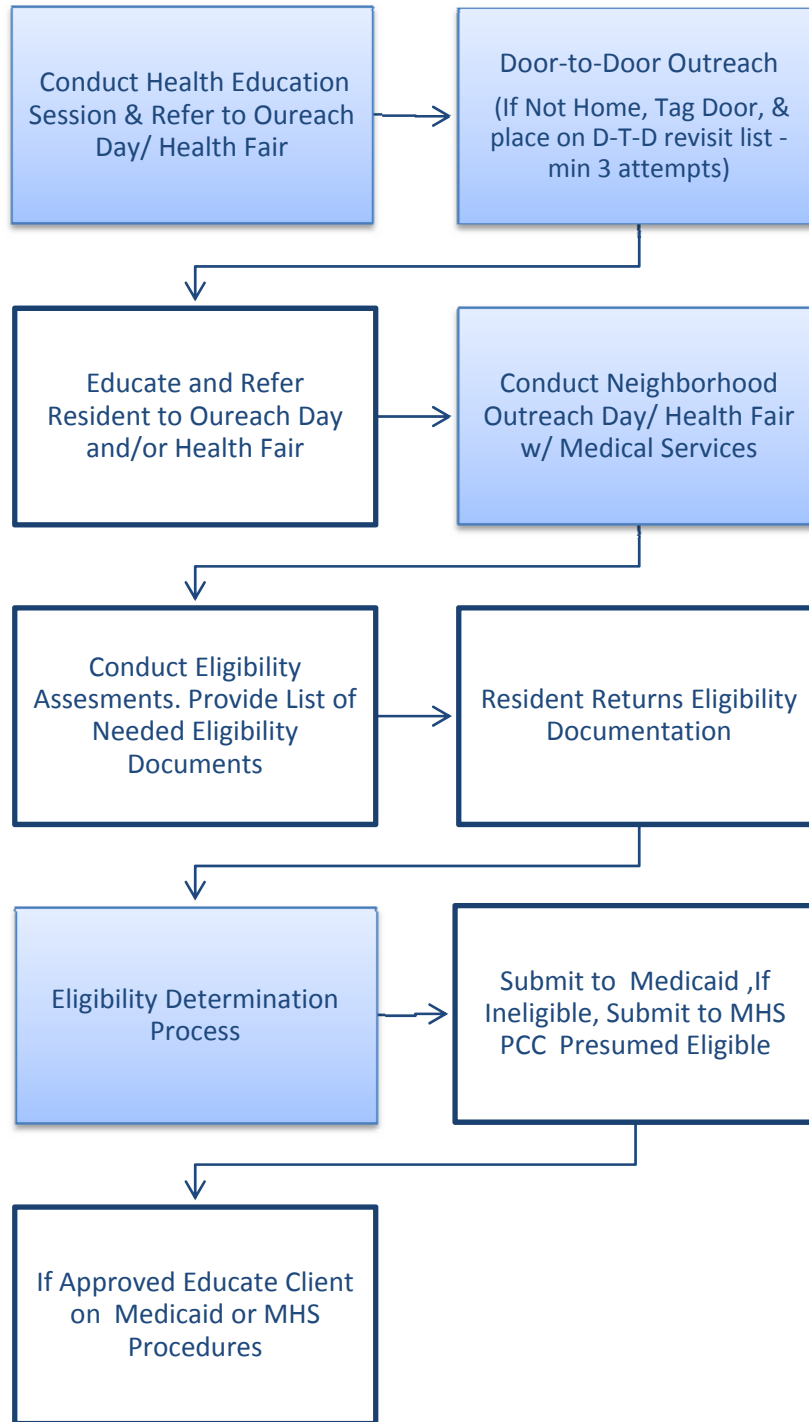 Conduct Health Education
Session & Refer to Oureach
Day/ Health Fair
Door-to-Door Outreach
(If Not Home, Tag Door, &
place on D-T-D revisit list -
min 3 attempts)
Educate and Refer
Resident to Oureach Day
and/or Health Fair
Conduct Neighborhood
Outreach Day/ Health Fair
w/ Medical Services
Conduct Eligibility
Assesments. Provide List of
Needed Eligibility
Documents
Resident Returns Eligibility
Documentation
Eligibility Determination
Process
Submit to  Medicaid ,If
Ineligible, Submit to MHS
PCC  Presumed Eligible
If Approved Educate Client
on  Medicaid or MHS
Procedures